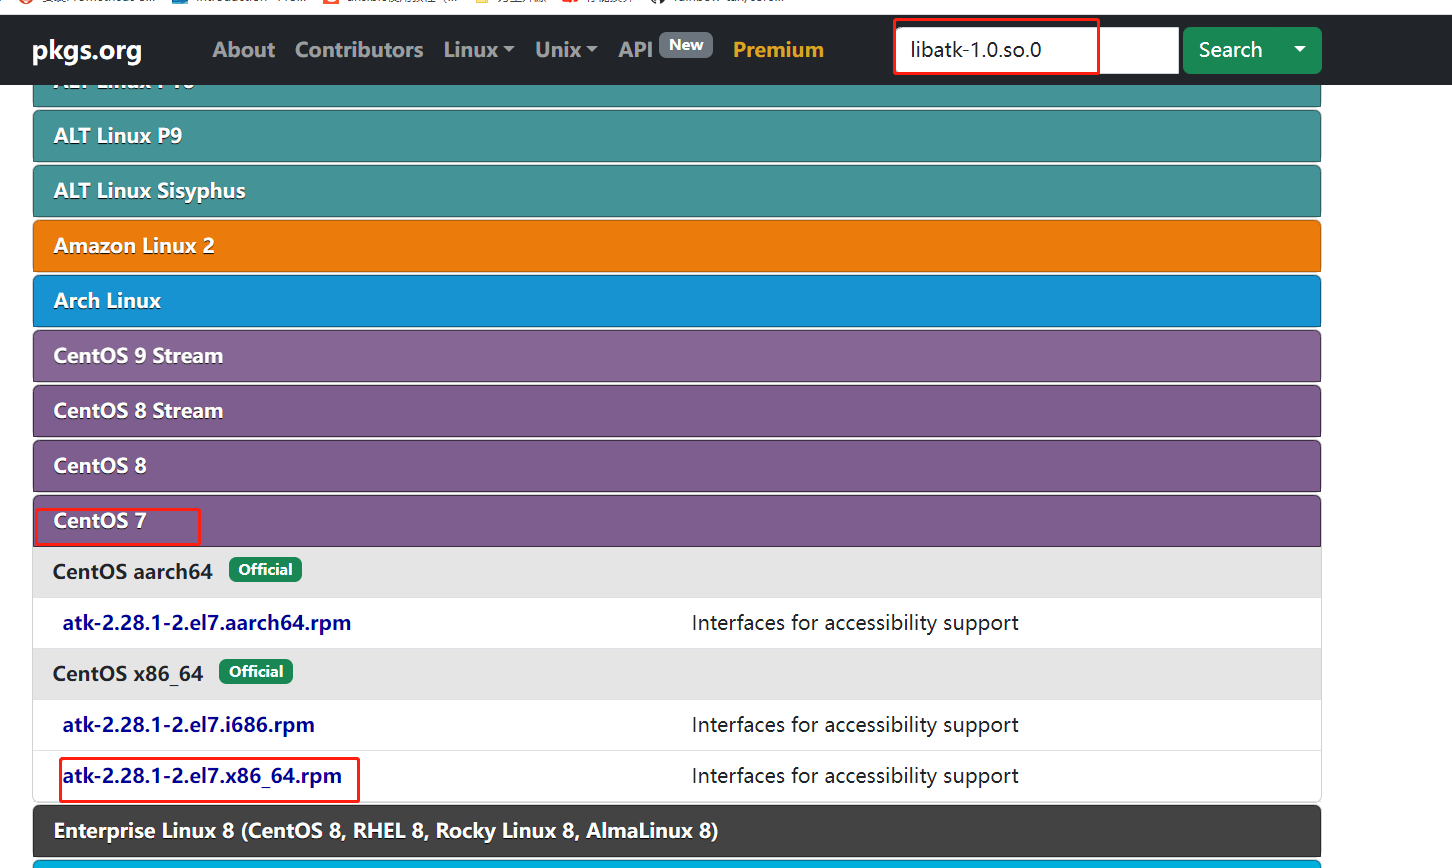 pkgs.org About Contributors Linux Unix API New Premium libatk-1.0.so.0 Search
ALT Linux P9
ALT Linux Sisyphus
Amazon Linux 2
Arch Linux
CentOS 9 Stream
CentOS 8 Stream
CentOS 8
CentOS 7
CentOS aarch64 Official
atk-2.28.1-2.el7.aarch64.rpm Interfaces for accessibility support
CentOS x86_64 Official
atk-2.28.1-2.el7.i686.rpm Interfaces for accessibility support
atk-2.28.1-2.el7.x86_64.rpm Interfaces for accessibility support
Enterprise Linux 8 (CentOS 8, RHEL 8, Rocky Linux 8, AlmaLinux 8)